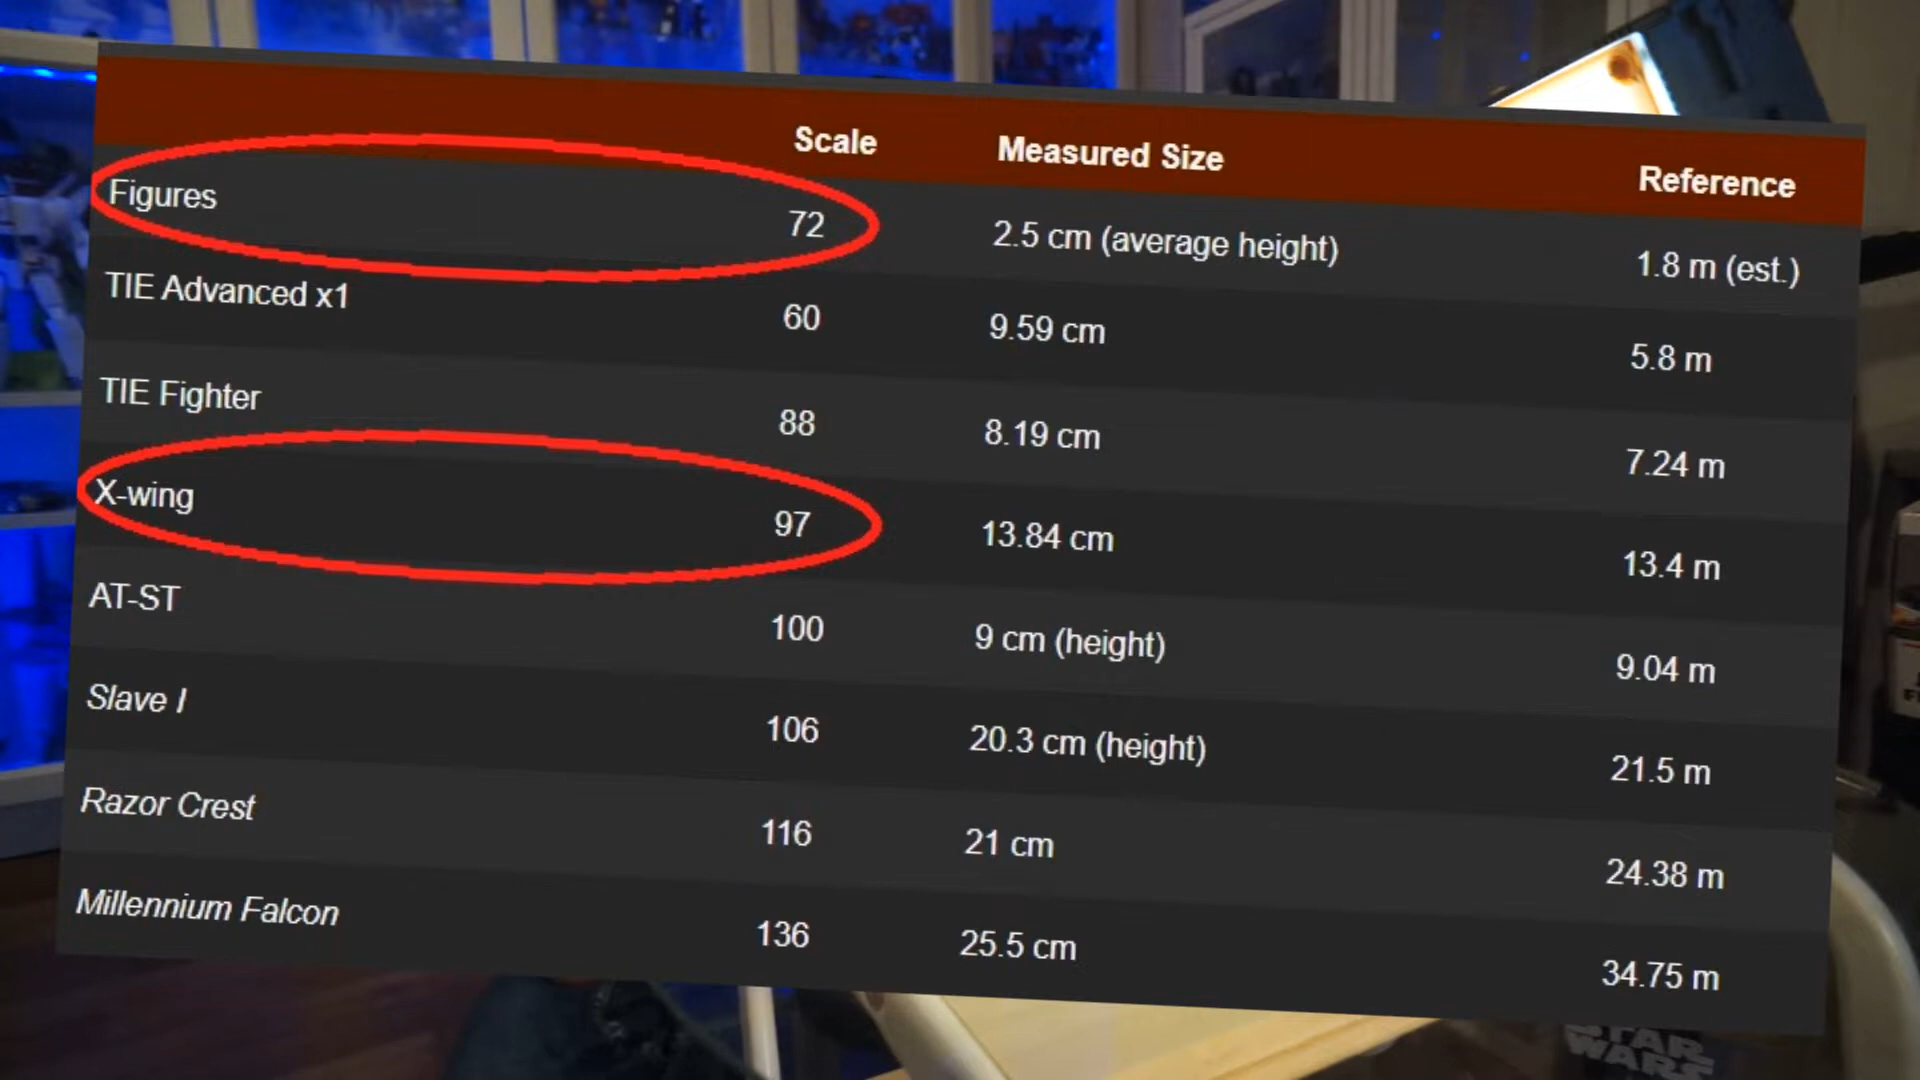 Scale Measured Size Reference
Figures 72 2.5 cm (average height) 1.8 m (est.)
TIE Advanced x1 60 9.59 cm 5.8 m
TIE Fighter 88 8.19 cm 7.24 m
X-wing 97 13.84 cm 13.4 m
AT-ST 100 9 cm (height) 9.04 m
Slave I 106 20.3 cm (height) 21.5 m
Razor Crest 116 21 cm 24.38 m
Millennium Falcon 136 25.5 cm 34.75 m
STAR
WARS